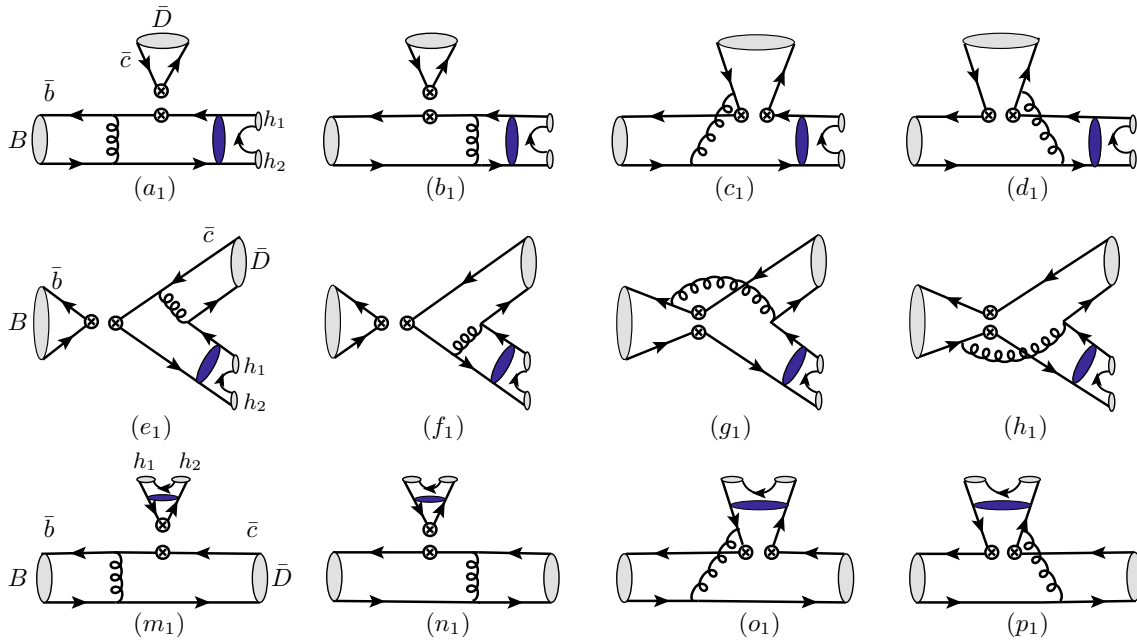 D̄
c̄
b̄
B
h₁
h₂
(a₁) (b₁) (c₁) (d₁)
c̄
b̄
D̄
B
h₁
h₂
(e₁) (f₁) (g₁) (h₁)
h₁ h₂
b̄ c̄
B D̄
(m₁) (n₁) (o₁) (p₁)